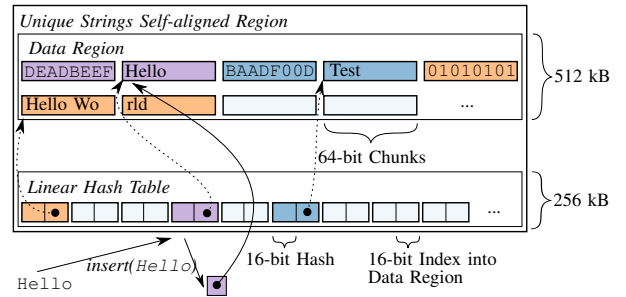 Unique Strings Self-aligned Region
Data Region
DEADBEEF Hello BAADF00D Test 01010101
512 kB
Hello Wo rld ...
64-bit Chunks
Linear Hash Table
256 kB
...
insert(Hello)
16-bit Hash
16-bit Index into
Data Region
Hello